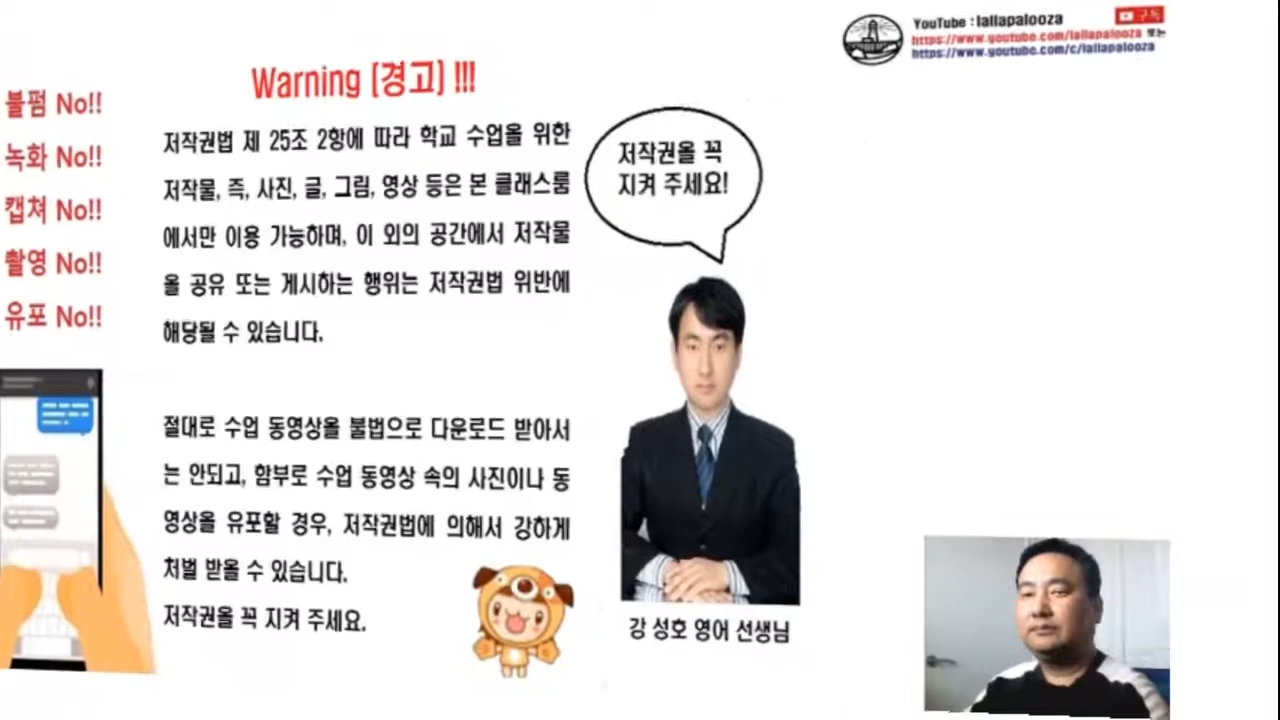 YouTube : lallapalooza
구독
https://www.youtube.com/lallapalooza 또는
https://www.youtube.com/c/lallapalooza
Warning (경고) !!!
불펌 No!!
녹화 No!!
캡쳐 No!!
촬영 No!!
유포 No!!
저작권법 제 25조 2항에 따라 학교 수업을 위한
저작물, 즉, 사진, 글, 그림, 영상 등은 본 클래스룸
에서만 이용 가능하며, 이 외의 공간에서 저작물
을 공유 또는 게시하는 행위는 저작권법 위반에
해당될 수 있습니다.
절대로 수업 동영상을 불법으로 다운로드 받아서
는 안되고, 함부로 수업 동영상 속의 사진이나 동
영상을 유포할 경우, 저작권법에 의해서 강하게
처벌 받을 수 있습니다.
저작권을 꼭 지켜 주세요.
저작권을 꼭
지켜 주세요!
강 성호 영어 선생님